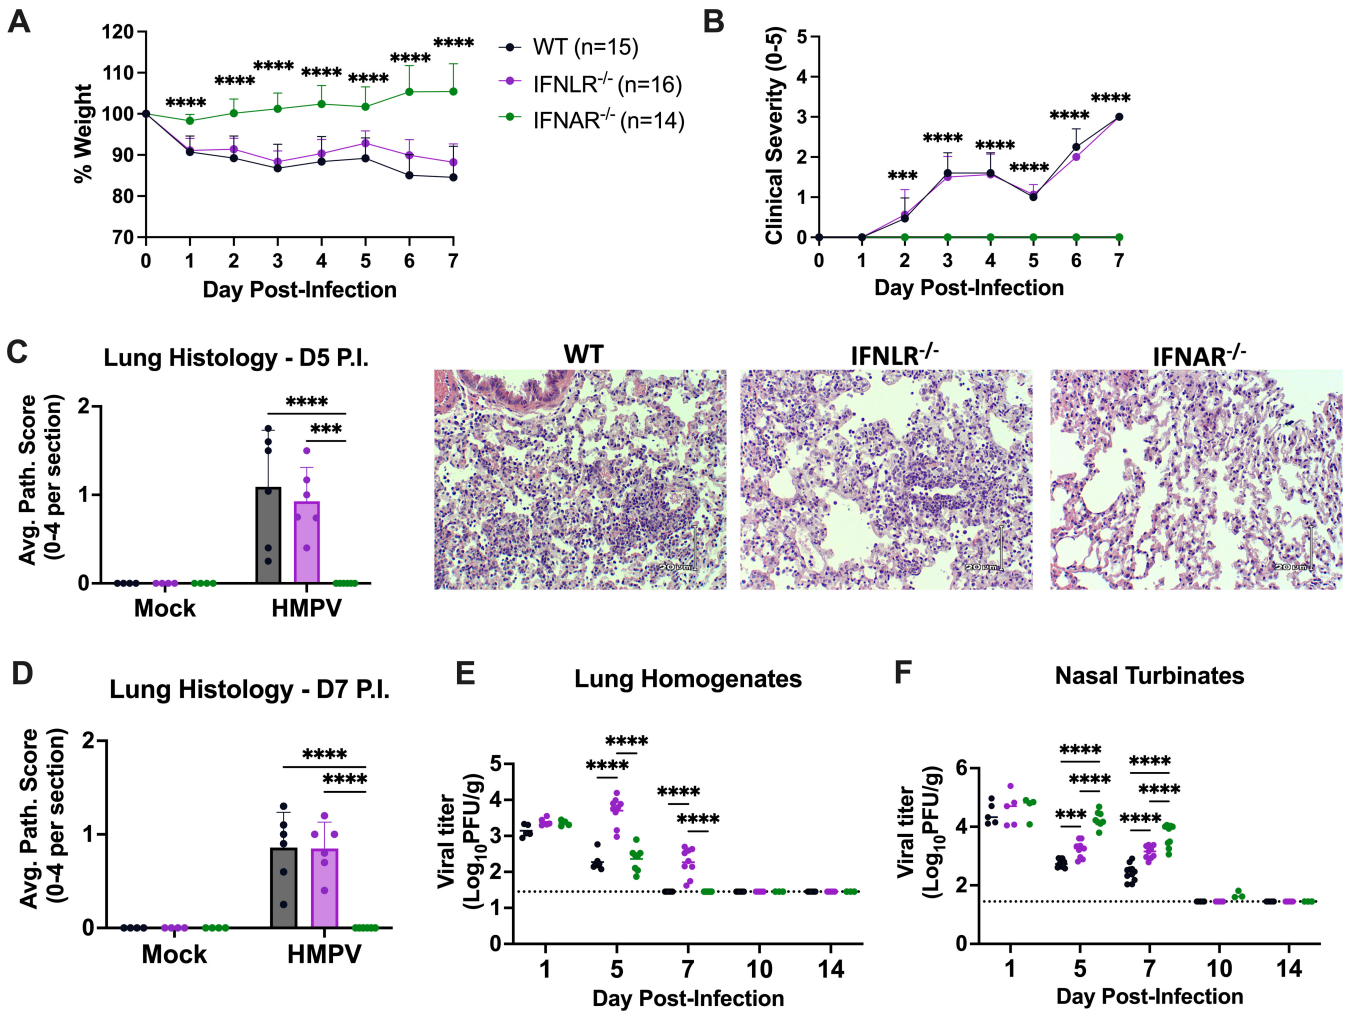 A
120
110
100
90
80
70
% Weight
****
****
****
****
****
****
****
0 1 2 3 4 5 6 7
Day Post-Infection
WT (n=15)
IFNLR-/- (n=16)
IFNAR-/- (n=14)
B
5
4
3
2
1
0
Clinical Severity (0-5)
***
****
****
****
****
****
0 1 2 3 4 5 6 7
Day Post-Infection
C
Lung Histology - D5 P.I.
Avg. Path. Score
(0-4 per section)
2
1
0
****
***
Mock HMPV
WT
IFNLR-/-
IFNAR-/-
20 µm
20 µm
20 µm
D
Lung Histology - D7 P.I.
Avg. Path. Score
(0-4 per section)
2
1
0
****
****
Mock HMPV
E
Lung Homogenates
Viral titer
(Log10PFU/g)
5
4
3
2
1
0
****
****
****
****
1 5 7 10 14
Day Post-Infection
F
Nasal Turbinates
Viral titer
(Log10PFU/g)
6
4
2
0
****
****
***
****
****
****
1 5 7 10 14
Day Post-Infection